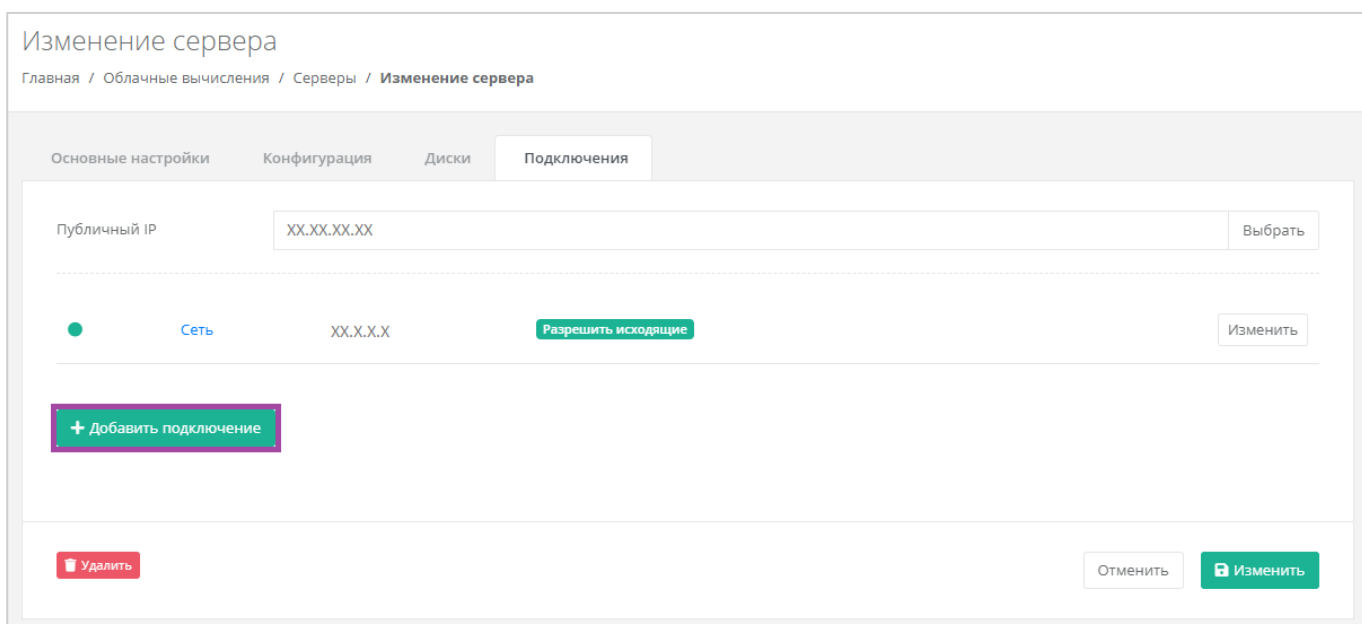 Изменение сервера
Главная / Облачные вычисления / Серверы / Изменение сервера
Основные настройки Конфигурация Диски Подключения
Публичный IP XX.XX.XX.XX Выбрать
Сеть XX.X.X.X Разрешить исходящие Изменить
+ Добавить подключение
Удалить Отменить Изменить